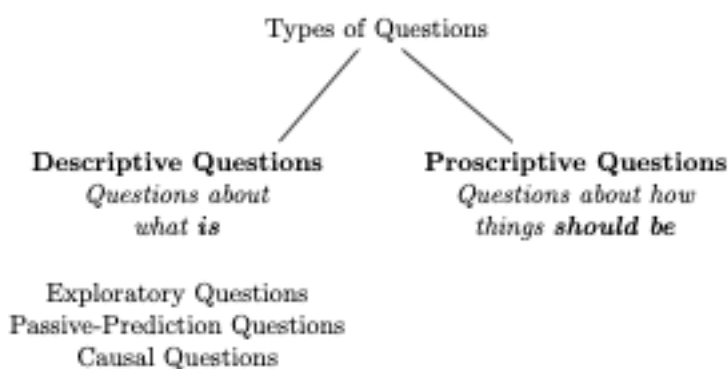 Types of Questions
Descriptive Questions
Questions about
what is
Proscriptive Questions
Questions about how
things should be
Exploratory Questions
Passive-Prediction Questions
Causal Questions